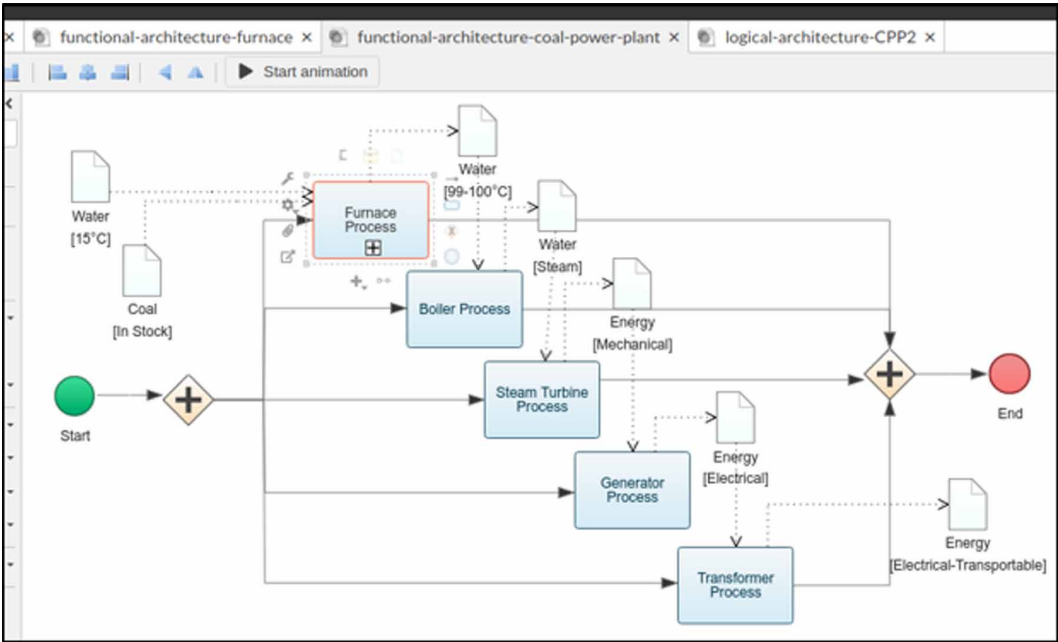 functional-architecture-furnace
functional-architecture-coal-power-plant
logical-architecture-CPP2
Start animation
Water
[15°C]
Coal
[In Stock]
Furnace
Process
Water
[99-100°C]
Water
[Steam]
Boiler Process
Energy
[Mechanical]
Steam Turbine
Process
Start
End
Energy
[Electrical]
Generator
Process
Energy
[Electrical-Transportable]
Transformer
Process